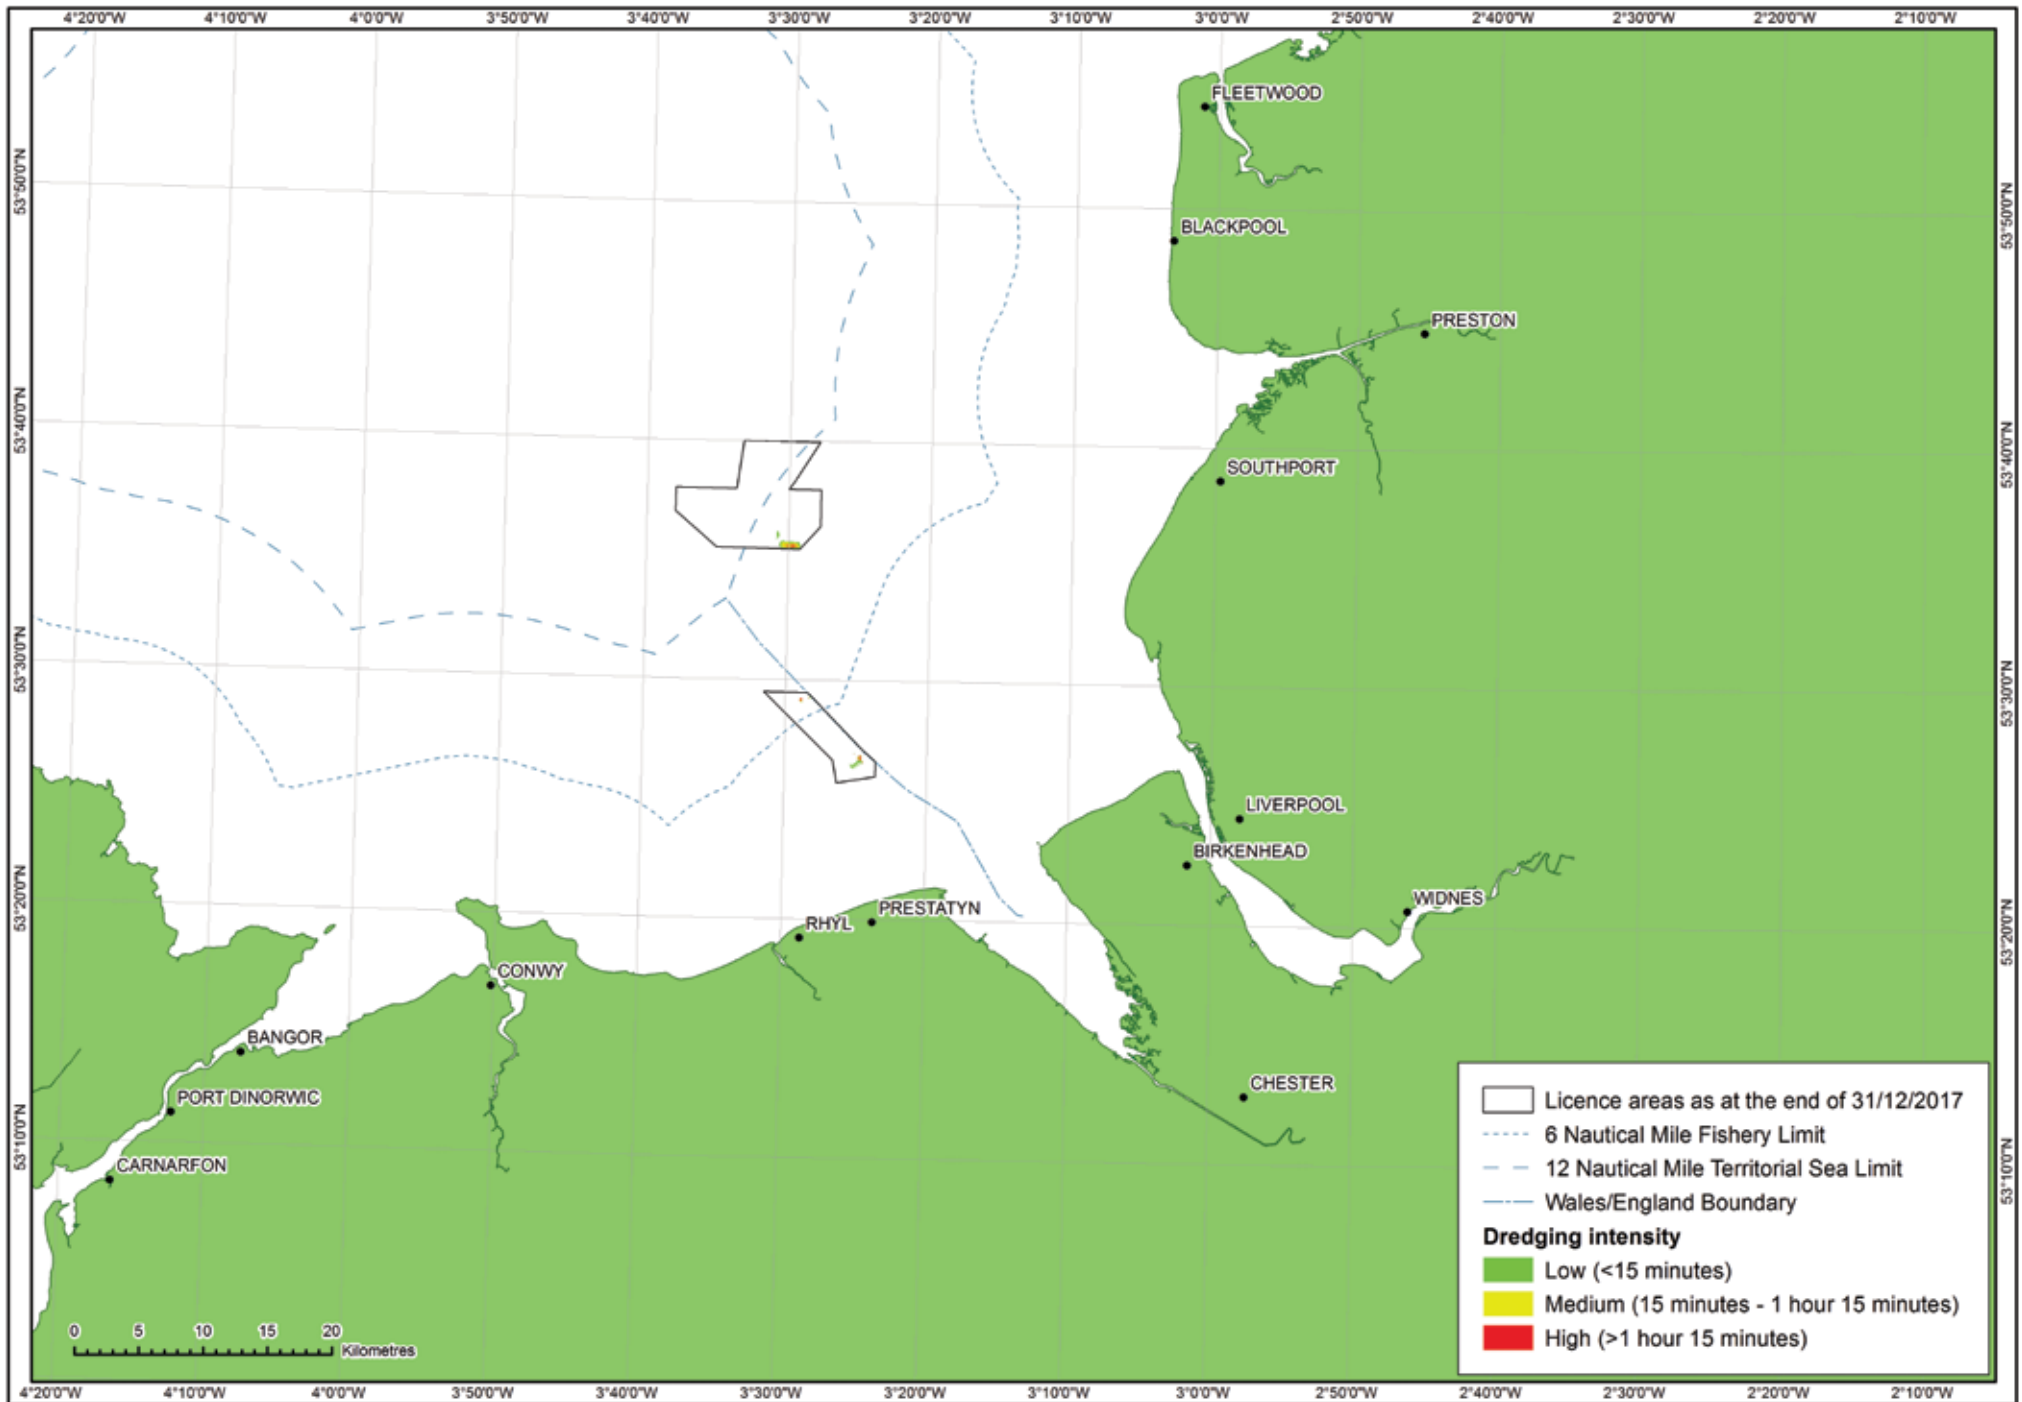 4°20'0"W 4°10'0"W 4°0'0"W 3°50'0"W 3°40'0"W 3°30'0"W 3°20'0"W 3°10'0"W 3°0'0"W 2°50'0"W 2°40'0"W 2°30'0"W 2°20'0"W 2°10'0"W
FLEETWOOD
53°50'0"N
53°50'0"N
BLACKPOOL
PRESTON
53°40'0"N
53°40'0"N
SOUTHPORT
53°30'0"N
53°30'0"N
LIVERPOOL
BIRKENHEAD
53°20'0"N
WIDNES
PRESTATYN
RHYL
53°20'0"N
CONWY
BANGOR
CHESTER
PORT DINORWIC
53°10'0"N
53°10'0"N
CARNARFON
Licence areas as at the end of 31/12/2017
6 Nautical Mile Fishery Limit
12 Nautical Mile Territorial Sea Limit
Wales/England Boundary
Dredging intensity
Low (<15 minutes)
Medium (15 minutes - 1 hour 15 minutes)
High (>1 hour 15 minutes)
0 5 10 15 20
Kilometres
4°20'0"W 4°10'0"W 4°0'0"W 3°50'0"W 3°40'0"W 3°30'0"W 3°20'0"W 3°10'0"W 3°0'0"W 2°50'0"W 2°40'0"W 2°30'0"W 2°20'0"W 2°10'0"W